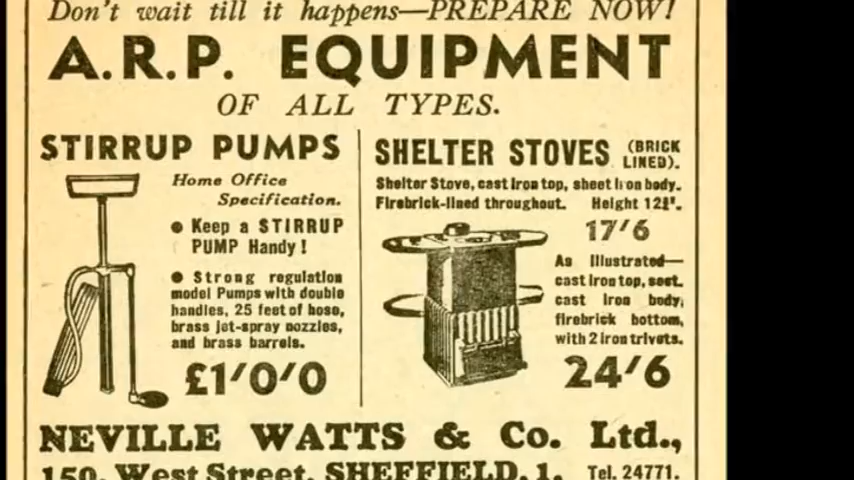 Don't wait till it happens—PREPARE NOW!
A.R.P. EQUIPMENT
OF ALL TYPES.
STIRRUP PUMPS
Home Office
Specification.
● Keep a STIRRUP
PUMP Handy!
● Strong regulation
model Pumps with double
handles, 25 feet of hose,
brass jet-spray nozzles,
and brass barrels.
£1'0'0
SHELTER STOVES (BRICK
LINED).
Shelter Stove, cast iron top, sheet iron body.
Firebrick-lined throughout. Height 12¾".
17'6
As Illustrated—
cast iron top, sect.
cast iron body,
firebrick bottom,
with 2 iron trivets.
24'6
NEVILLE WATTS & Co. Ltd.,
150, West Street, SHEFFIELD, 1. Tel. 24771.